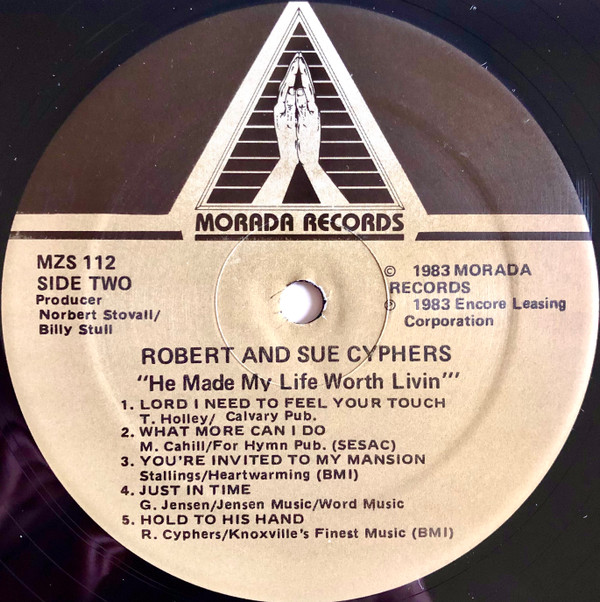 MORADA RECORDS
MZS 112
SIDE TWO
Producer
Norbert Stovall/
Billy Stull
© 1983 MORADA
RECORDS
℗ 1983 Encore Leasing
Corporation
ROBERT AND SUE CYPHERS
"He Made My Life Worth Livin'"
1. LORD I NEED TO FEEL YOUR TOUCH
T. Holley/ Calvary Pub.
2. WHAT MORE CAN I DO
M. Cahill/For Hymn Pub. (SESAC)
3. YOU'RE INVITED TO MY MANSION
Stallings/Heartwarming (BMI)
4. JUST IN TIME
G. Jensen/Jensen Music/Word Music
5. HOLD TO HIS HAND
R. Cyphers/Knoxville's Finest Music (BMI)